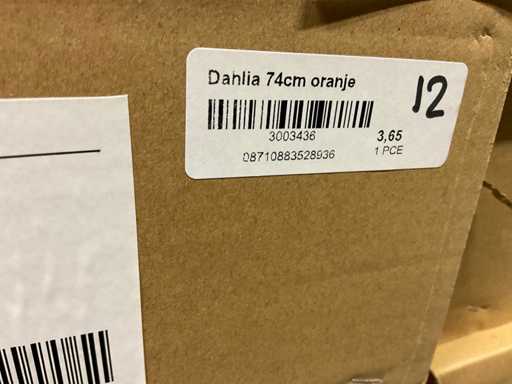 Dahlia 74cm oranje
12
3003436
3,65
08710883528936
1 PCE